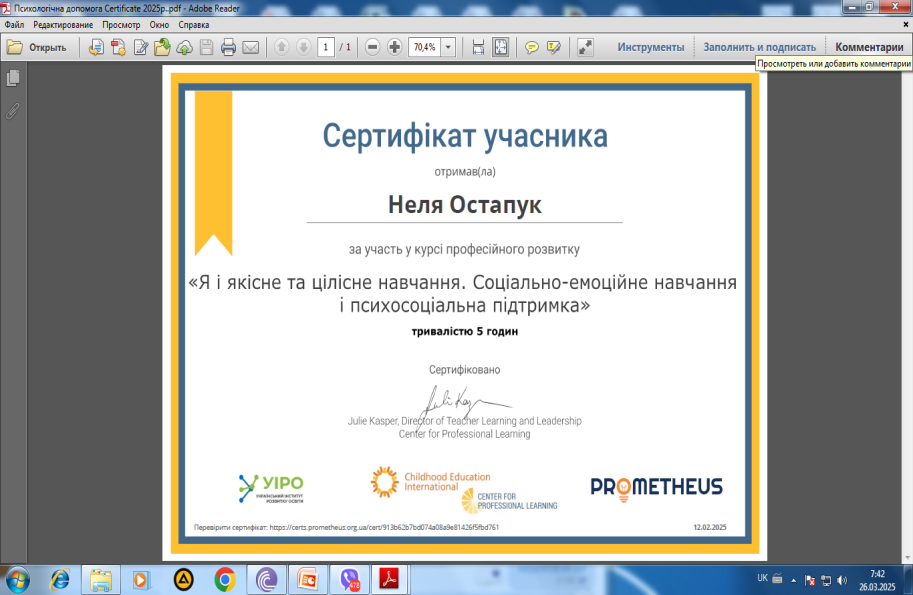 Психологічна допомога Certificate 2025р..pdf - Adobe Reader
Файл Редактирование Просмотр Окно Справка
Открыть 1 / 1 70,4% Инструменты Заполнить и подписать Комментарии
Просмотреть или добавить комментарии
Сертифікат учасника
отримав(ла)
Неля Остапук
за участь у курсі професійного розвитку
«Я і якісне та цілісне навчання. Соціально-емоційне навчання
і психосоціальна підтримка»
тривалістю 5 годин
Сертифіковано
Julie Kasper, Director of Teacher Learning and Leadership
Center for Professional Learning
УІРО
УКРАЇНСЬКИЙ ІНСТИТУТ
РОЗВИТКУ ОСВІТИ
Childhood Education
International
CENTER FOR
PROFESSIONAL LEARNING
PROMETHEUS
Перевірити сертифікат: https://certs.prometheus.org.ua/cert/913b62b7bd074a08a9e81426f5fbd761
12.02.2025
UK
7:42
26.03.2025